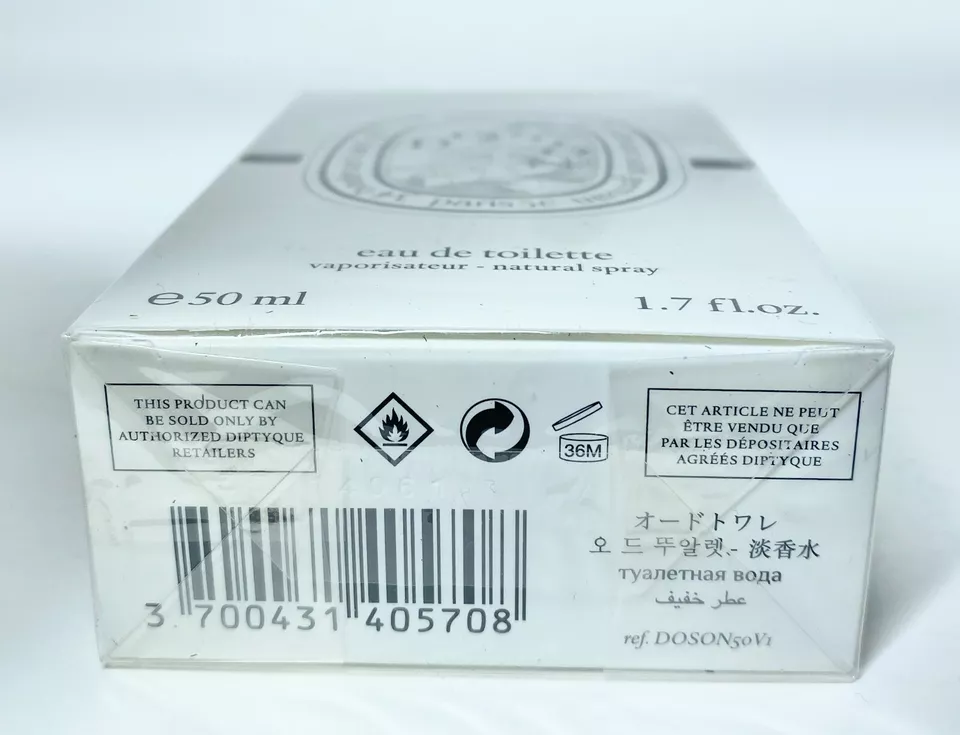 eau de toilette
vaporisateur - natural spray
℮ 50 ml
1.7 fl.oz.
THIS PRODUCT CAN
BE SOLD ONLY BY
AUTHORIZED DIPTYQUE
RETAILERS
36M
CET ARTICLE NE PEUT
ÊTRE VENDU QUE
PAR LES DÉPOSITAIRES
AGRÉÉS DIPTYQUE
3 700431 405708
オードトワレ
오 드 뚜알렛 - 淡香水
туалетная вода
عطر خفيف
ref. DOSON50V1